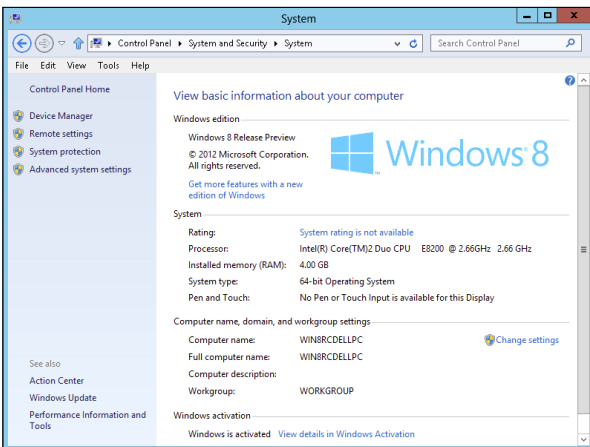 System
Control Panel ▸ System and Security ▸ System
Search Control Panel
File Edit View Tools Help
Control Panel Home
Device Manager
Remote settings
System protection
Advanced system settings
See also
Action Center
Windows Update
Performance Information and
Tools
View basic information about your computer
Windows edition
Windows 8 Release Preview
© 2012 Microsoft Corporation.
All rights reserved.
Get more features with a new
edition of Windows
Windows 8
System
Rating: System rating is not available
Processor: Intel(R) Core(TM)2 Duo CPU E8200 @ 2.66GHz 2.66 GHz
Installed memory (RAM): 4.00 GB
System type: 64-bit Operating System
Pen and Touch: No Pen or Touch Input is available for this Display
Computer name, domain, and workgroup settings
Computer name: WIN8RCDELLPC
Change settings
Full computer name: WIN8RCDELLPC
Computer description:
Workgroup: WORKGROUP
Windows activation
Windows is activated View details in Windows Activation